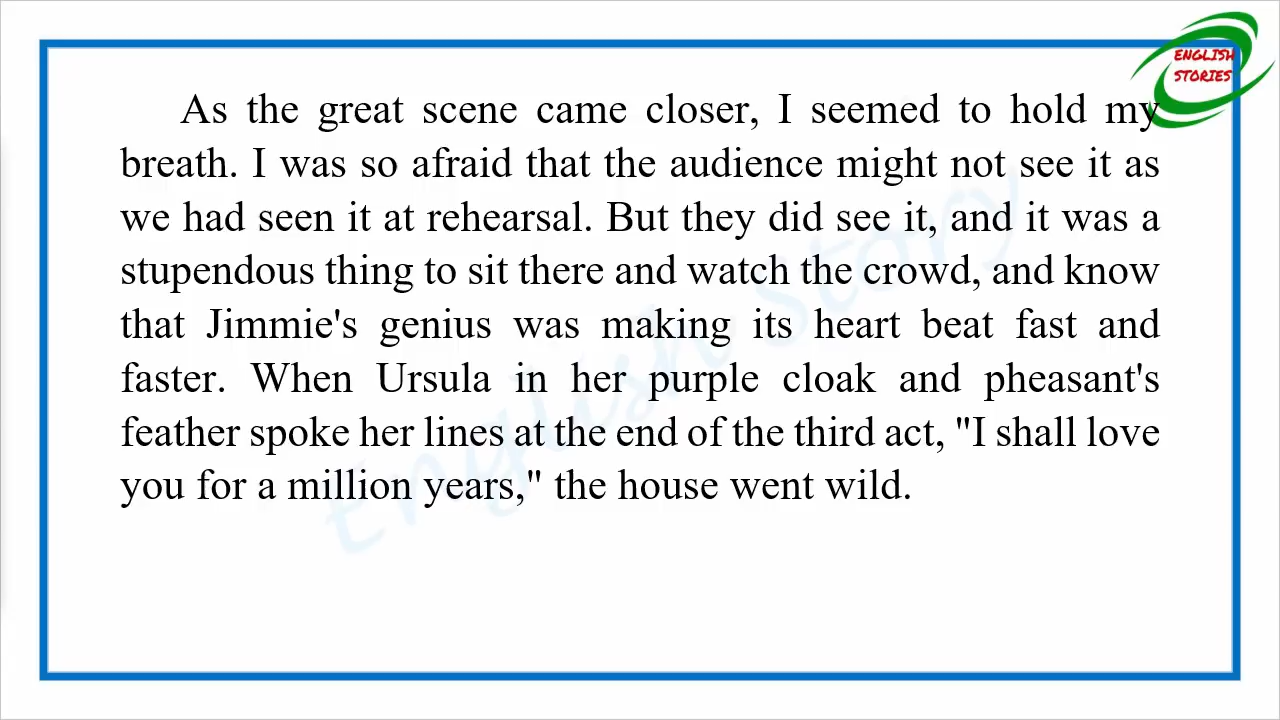 ENGLISH
STORIES
As the great scene came closer, I seemed to hold my
breath. I was so afraid that the audience might not see it as
we had seen it at rehearsal. But they did see it, and it was a
stupendous thing to sit there and watch the crowd, and know
that Jimmie's genius was making its heart beat fast and
faster. When Ursula in her purple cloak and pheasant's
feather spoke her lines at the end of the third act, "I shall love
you for a million years," the house went wild.
English Story